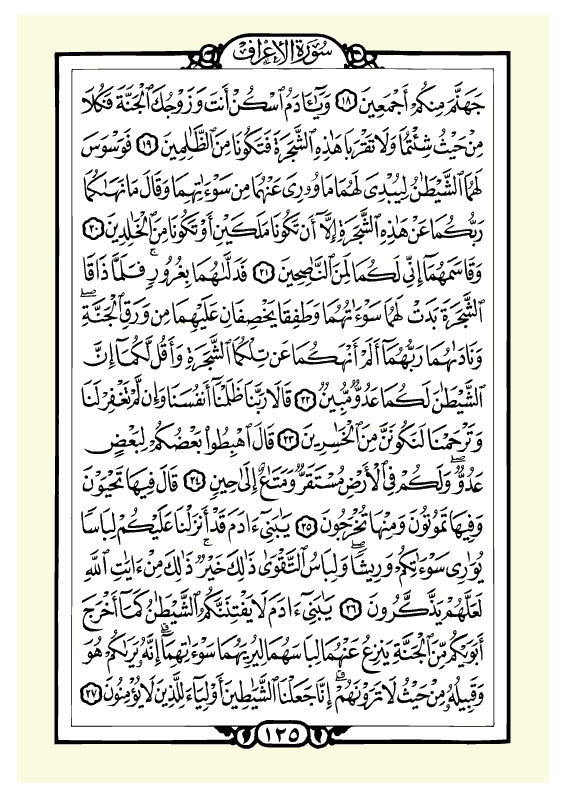 سُورَةُ الأَعْرَافِ
جَهَنَّمَ مِنكُمْ أَجْمَعِينَ ١٨ وَيَـٰٓـَٔادَمُ ٱسْكُنْ أَنتَ وَزَوْجُكَ ٱلْجَنَّةَ فَكُلَا
مِنْ حَيْثُ شِئْتُمَا وَلَا تَقْرَبَا هَـٰذِهِ ٱلشَّجَرَةَ فَتَكُونَا مِنَ ٱلظَّـٰلِمِينَ ١٩ فَوَسْوَسَ
لَهُمَا ٱلشَّيْطَـٰنُ لِيُبْدِىَ لَهُمَا مَا وُۥرِىَ عَنْهُمَا مِن سَوْءَٰتِهِمَا وَقَالَ مَا نَهَىٰكُمَا
رَبُّكُمَا عَنْ هَـٰذِهِ ٱلشَّجَرَةِ إِلَّآ أَن تَكُونَا مَلَكَيْنِ أَوْ تَكُونَا مِنَ ٱلْخَـٰلِدِينَ ٢٠
وَقَاسَمَهُمَآ إِنِّى لَكُمَا لَمِنَ ٱلنَّـٰصِحِينَ ٢١ فَدَلَّىٰهُمَا بِغُرُورٍۚ فَلَمَّا ذَاقَا
ٱلشَّجَرَةَ بَدَتْ لَهُمَا سَوْءَٰتُهُمَا وَطَفِقَا يَخْصِفَانِ عَلَيْهِمَا مِن وَرَقِ ٱلْجَنَّةِۖ
وَنَادَىٰهُمَا رَبُّهُمَآ أَلَمْ أَنْهَكُمَا عَن تِلْكُمَا ٱلشَّجَرَةِ وَأَقُل لَّكُمَآ إِنَّ
ٱلشَّيْطَـٰنَ لَكُمَا عَدُوٌّ مُّبِينٌ ٢٢ قَالَا رَبَّنَا ظَلَمْنَآ أَنفُسَنَا وَإِن لَّمْ تَغْفِرْ لَنَا
وَتَرْحَمْنَا لَنَكُونَنَّ مِنَ ٱلْخَـٰسِرِينَ ٢٣ قَالَ ٱهْبِطُوا۟ بَعْضُكُمْ لِبَعْضٍ
عَدُوٌّۖ وَلَكُمْ فِى ٱلْأَرْضِ مُسْتَقَرٌّ وَمَتَـٰعٌ إِلَىٰ حِينٍ ٢٤ قَالَ فِيهَا تَحْيَوْنَ
وَفِيهَا تَمُوتُونَ وَمِنْهَا تُخْرَجُونَ ٢٥ يَـٰبَنِىٓ ءَادَمَ قَدْ أَنزَلْنَا عَلَيْكُمْ لِبَاسًا
يُوَٰرِى سَوْءَٰتِكُمْ وَرِيشًاۖ وَلِبَاسُ ٱلتَّقْوَىٰ ذَٰلِكَ خَيْرٌۚ ذَٰلِكَ مِنْ ءَايَـٰتِ ٱللَّهِ
لَعَلَّهُمْ يَذَّكَّرُونَ ٢٦ يَـٰبَنِىٓ ءَادَمَ لَا يَفْتِنَنَّكُمُ ٱلشَّيْطَـٰنُ كَمَآ أَخْرَجَ
أَبَوَيْكُم مِّنَ ٱلْجَنَّةِ يَنزِعُ عَنْهُمَا لِبَاسَهُمَا لِيُرِيَهُمَا سَوْءَٰتِهِمَآۗ إِنَّهُۥ يَرَىٰكُمْ هُوَ
وَقَبِيلُهُۥ مِنْ حَيْثُ لَا تَرَوْنَهُمْۗ إِنَّا جَعَلْنَا ٱلشَّيَـٰطِينَ أَوْلِيَآءَ لِلَّذِينَ لَا يُؤْمِنُونَ ٢٧
١٢٥